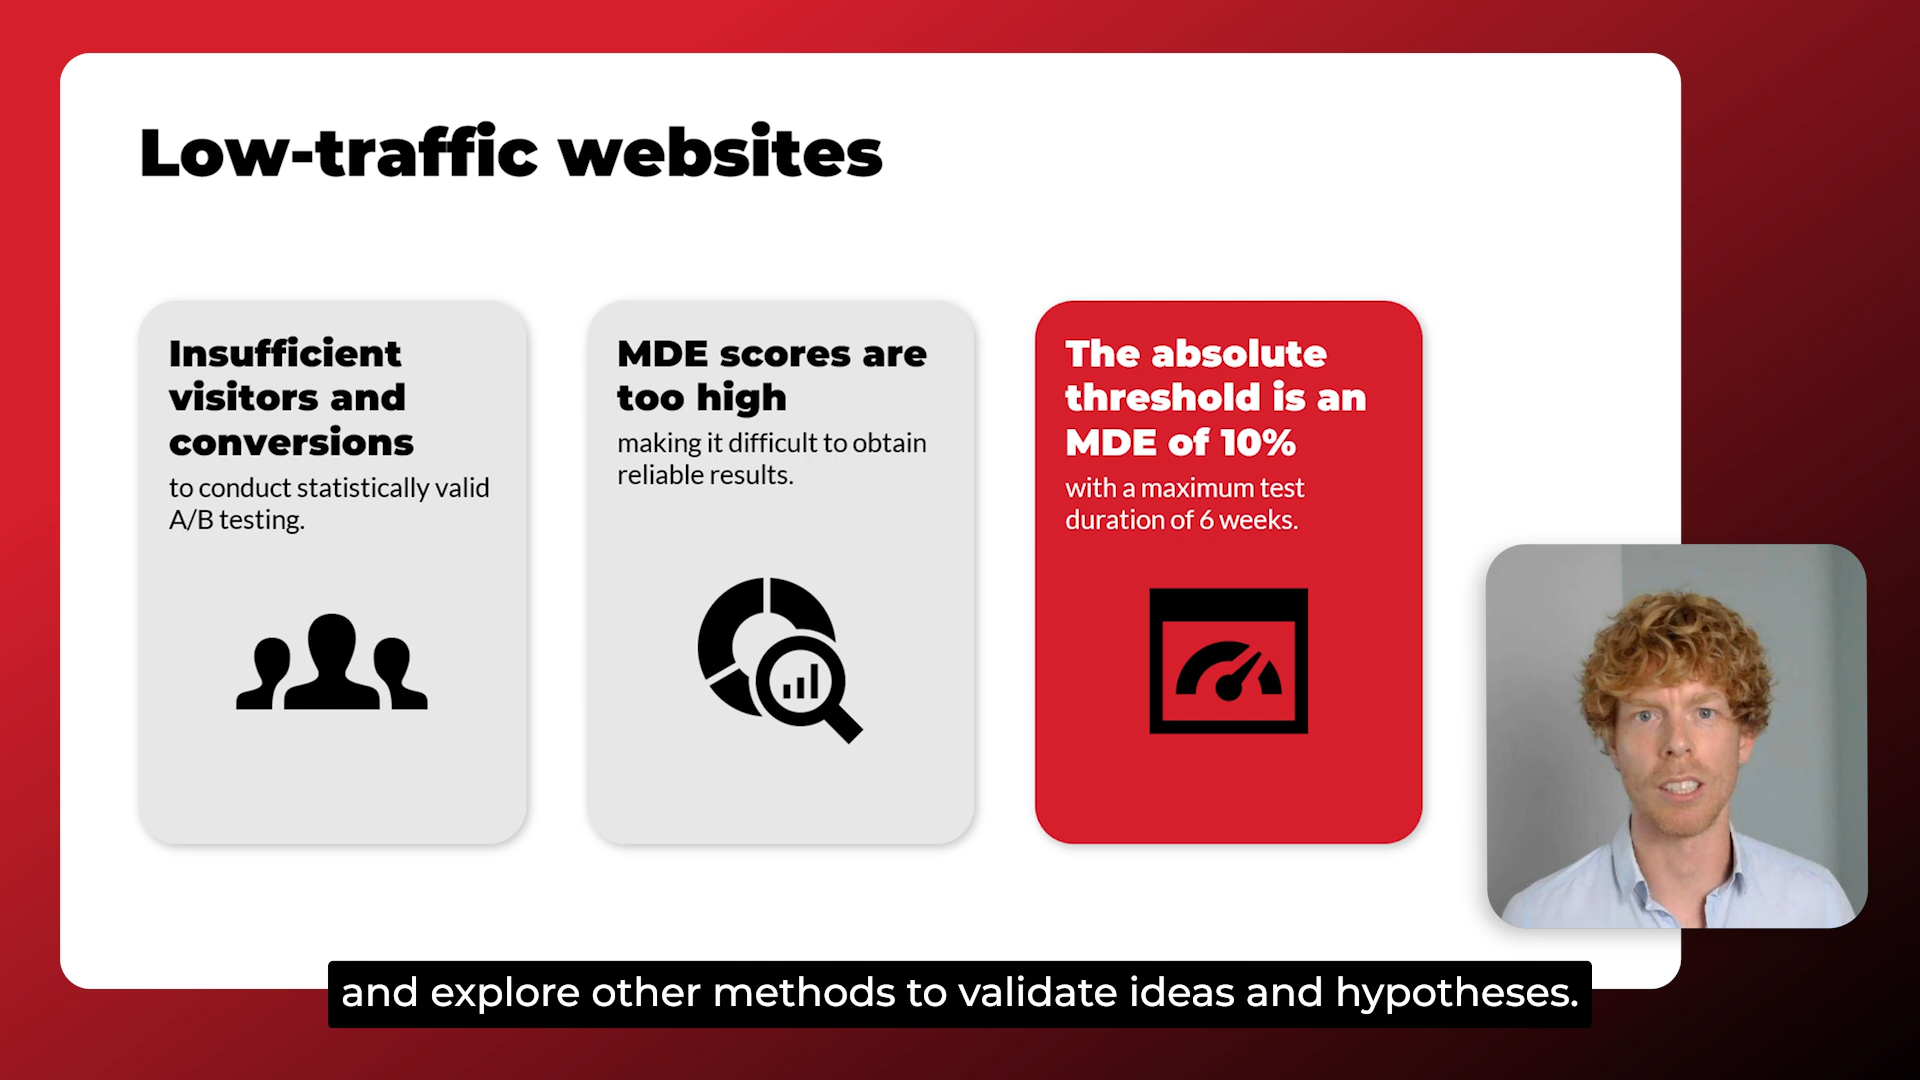 Low-traffic websites
Insufficient
visitors and
conversions
to conduct statistically valid
A/B testing.
MDE scores are
too high
making it difficult to obtain
reliable results.
The absolute
threshold is an
MDE of 10%
with a maximum test
duration of 6 weeks.
and explore other methods to validate ideas and hypotheses.